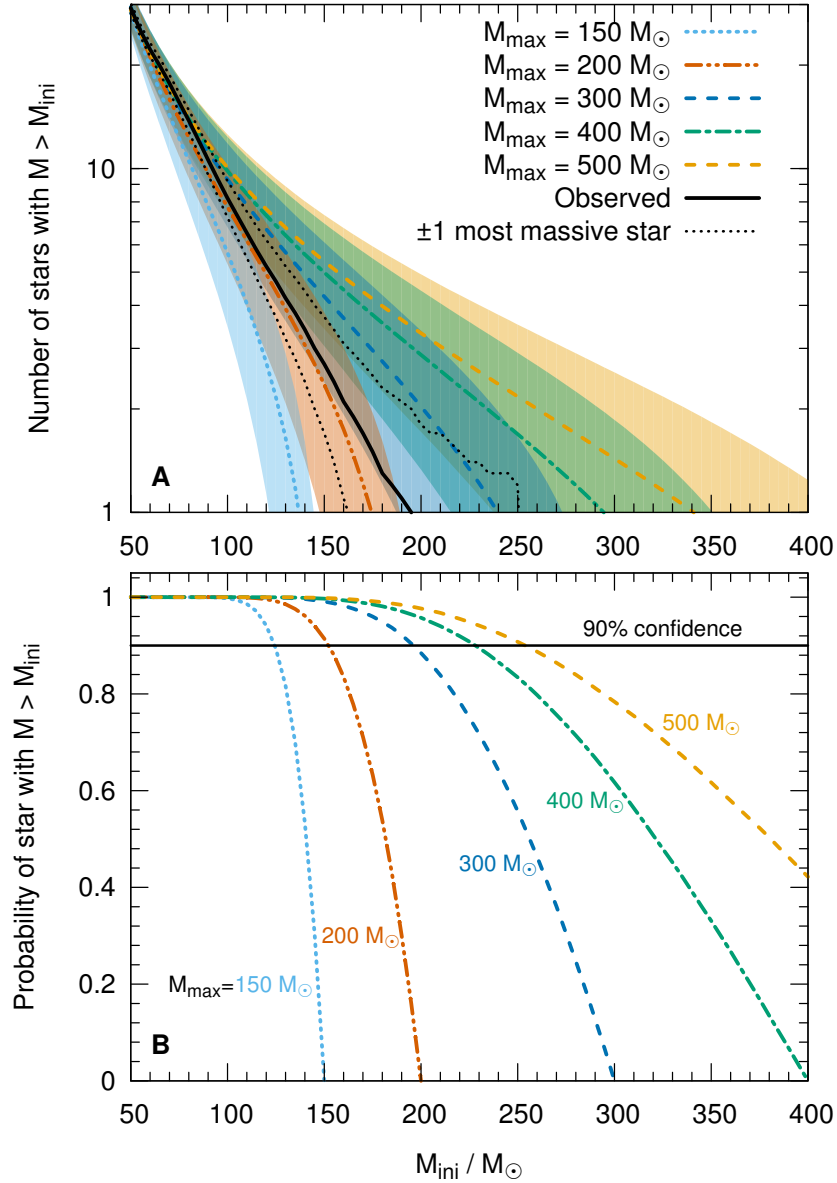 Number of stars with M > M_ini
10
1
M_max = 150 M_☉
M_max = 200 M_☉
M_max = 300 M_☉
M_max = 400 M_☉
M_max = 500 M_☉
Observed
±1 most massive star
A
50 100 150 200 250 300 350 400
Probability of star with M > M_ini
1
0.8
0.6
0.4
0.2
0
90% confidence
500 M_☉
400 M_☉
300 M_☉
200 M_☉
M_max=150 M_☉
B
50 100 150 200 250 300 350 400
M_ini / M_☉